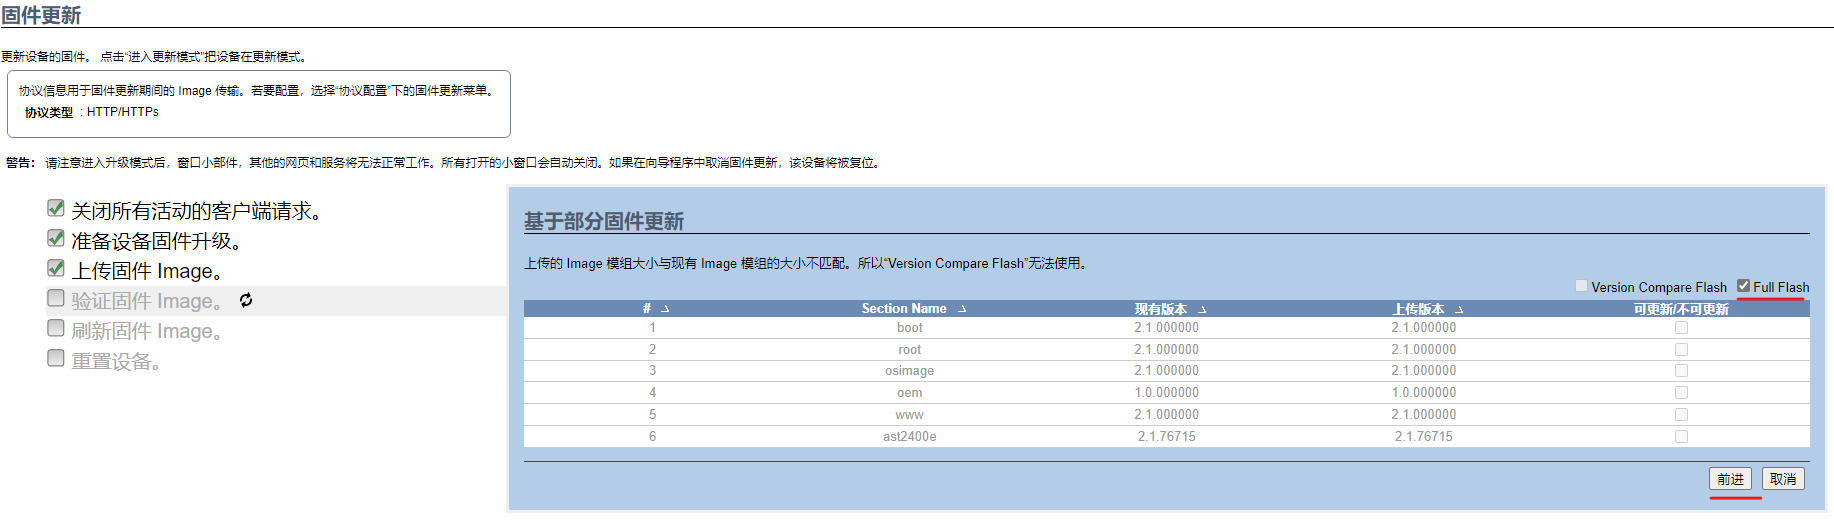 固件更新
更新设备的固件。 点击“进入更新模式”把设备在更新模式。
协议信息用于固件更新期间的 Image 传输。若要配置，选择“协议配置”下的固件更新菜单。
协议类型 : HTTP/HTTPs
警告： 请注意进入升级模式后，窗口小部件，其他的网页和服务将无法正常工作。所有打开的小窗口会自动关闭。如果在向导程序中取消固件更新，该设备将被复位。
关闭所有活动的客户端请求。
准备设备固件升级。
上传固件 Image。
验证固件 Image。
刷新固件 Image。
重置设备。
基于部分固件更新
上传的 Image 模组大小与现有 Image 模组的大小不匹配。所以“Version Compare Flash”无法使用。
Version Compare Flash Full Flash
# Section Name 现有版本 上传版本 可更新/不可更新
1 boot 2.1.000000 2.1.000000
2 root 2.1.000000 2.1.000000
3 osimage 2.1.000000 2.1.000000
4 oem 1.0.000000 1.0.000000
5 www 2.1.000000 2.1.000000
6 ast2400e 2.1.76715 2.1.76715
前进 取消